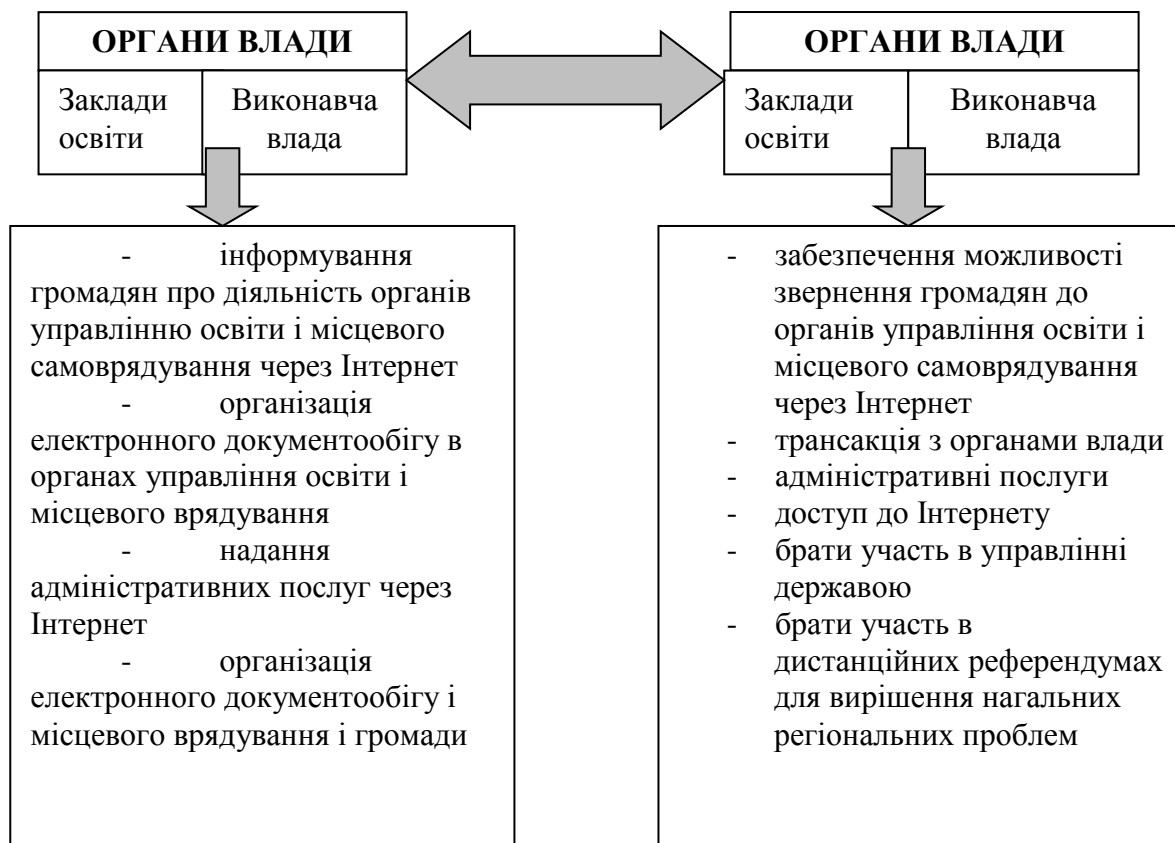 ОРГАНИ ВЛАДИ
Заклади
освіти
Виконавча
влада
ОРГАНИ ВЛАДИ
Заклади
освіти
Виконавча
влада
- інформування
громадян про діяльність органів
управлінню освіти і місцевого
самоврядування через Інтернет
- організація
електронного документообігу в
органах управління освіти і
місцевого врядування
- надання
адміністративних послуг через
Інтернет
- організація
електронного документообігу і
місцевого врядування і громади
- забезпечення можливості
звернення громадян до
органів управління освіти і
місцевого самоврядування
через Інтернет
- трансакція з органами влади
- адміністративні послуги
- доступ до Інтернету
- брати участь в управлінні
державою
- брати участь в
дистанційних референдумах
для вирішення нагальних
регіональних проблем